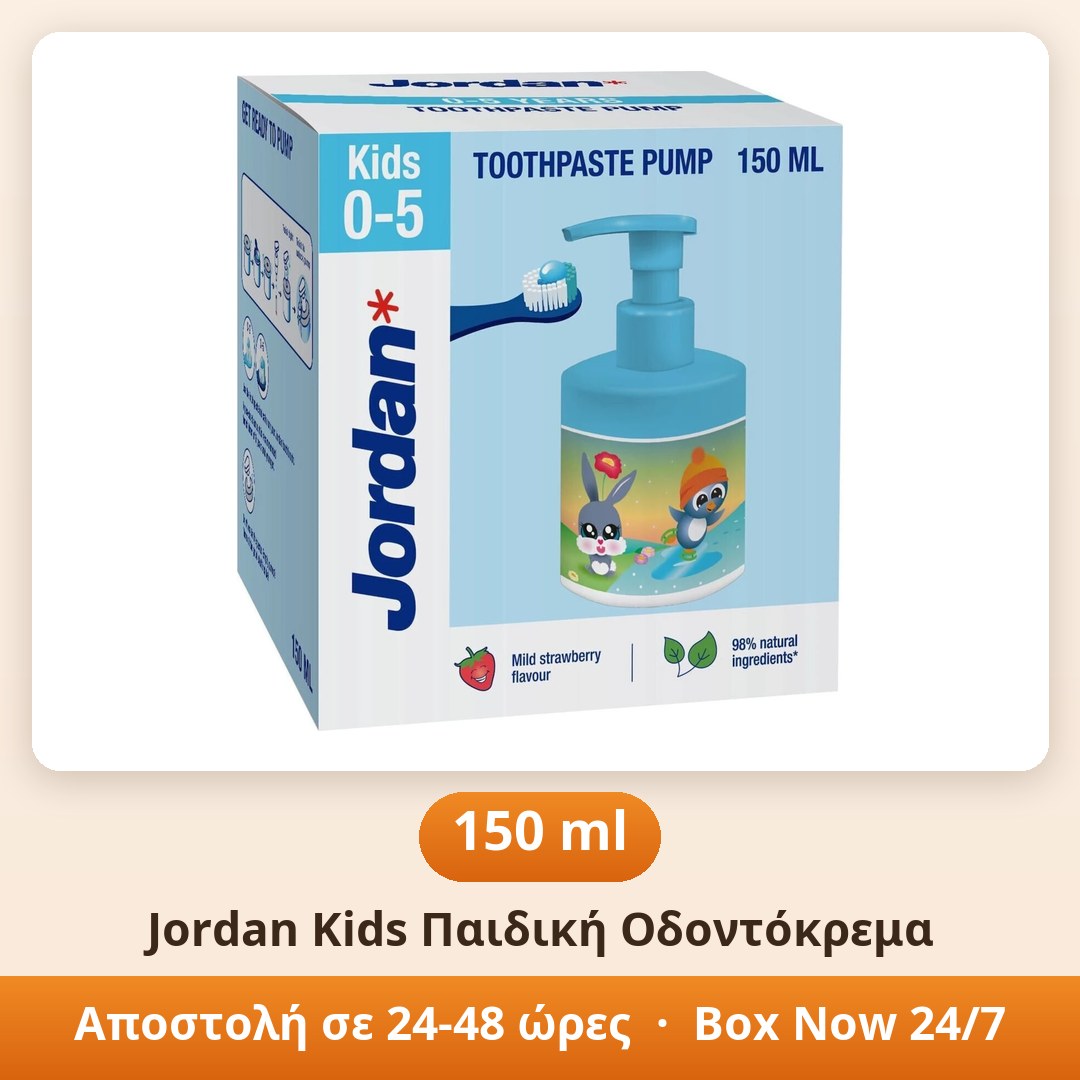 Jordan*
0-5 YEARS
TOOTHPASTE PUMP
GET READY TO PUMP
Kids
0-5
TOOTHPASTE PUMP 150 ML
Jordan*
Mild strawberry
flavour
98% natural
ingredients*
150 ML
150 ml
Jordan Kids Παιδική Οδοντόκρεμα
Αποστολή σε 24-48 ώρες · Box Now 24/7